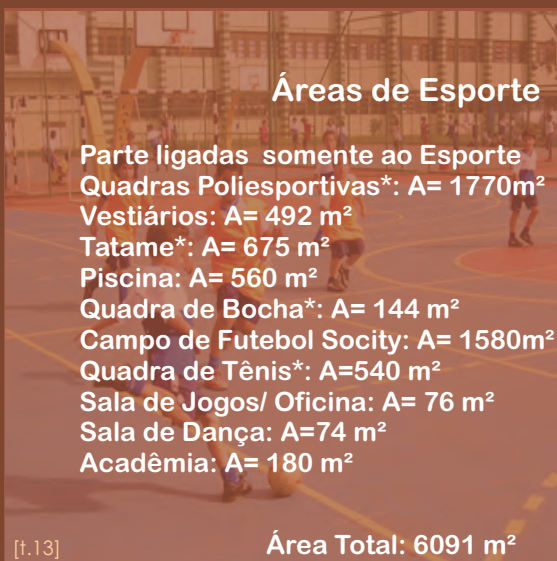 Áreas de Esporte
Parte ligadas somente ao Esporte
Quadras Poliesportivas*: A= 1770m²
Vestiários: A= 492 m²
Tatame*: A= 675 m²
Piscina: A= 560 m²
Quadra de Bocha*: A= 144 m²
Campo de Futebol Socity: A= 1580m²
Quadra de Tênis*: A=540 m²
Sala de Jogos/ Oficina: A= 76 m²
Sala de Dança: A=74 m²
Acadêmia: A= 180 m²
Área Total: 6091 m²
[t.13]